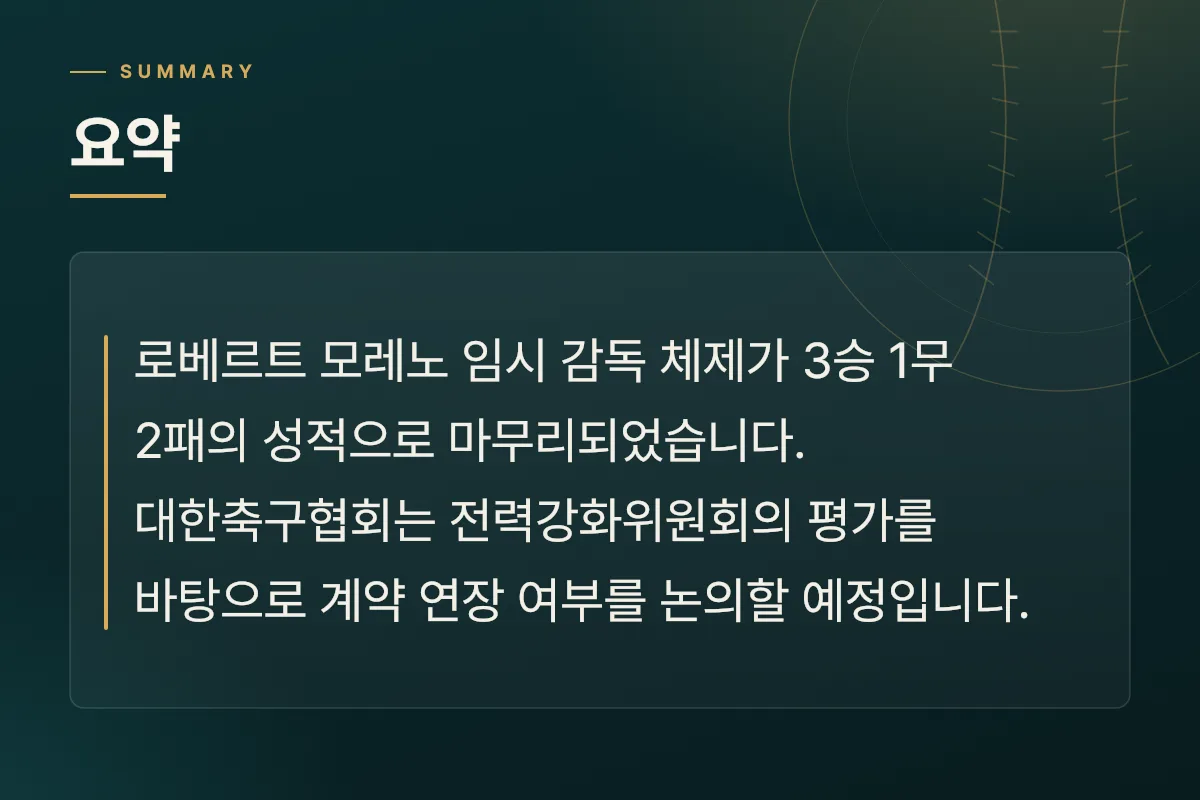 SUMMARY
요약
로베르트 모레노 임시 감독 체제가 3승 1무
2패의 성적으로 마무리되었습니다.
대한축구협회는 전력강화위원회의 평가를
바탕으로 계약 연장 여부를 논의할 예정입니다.